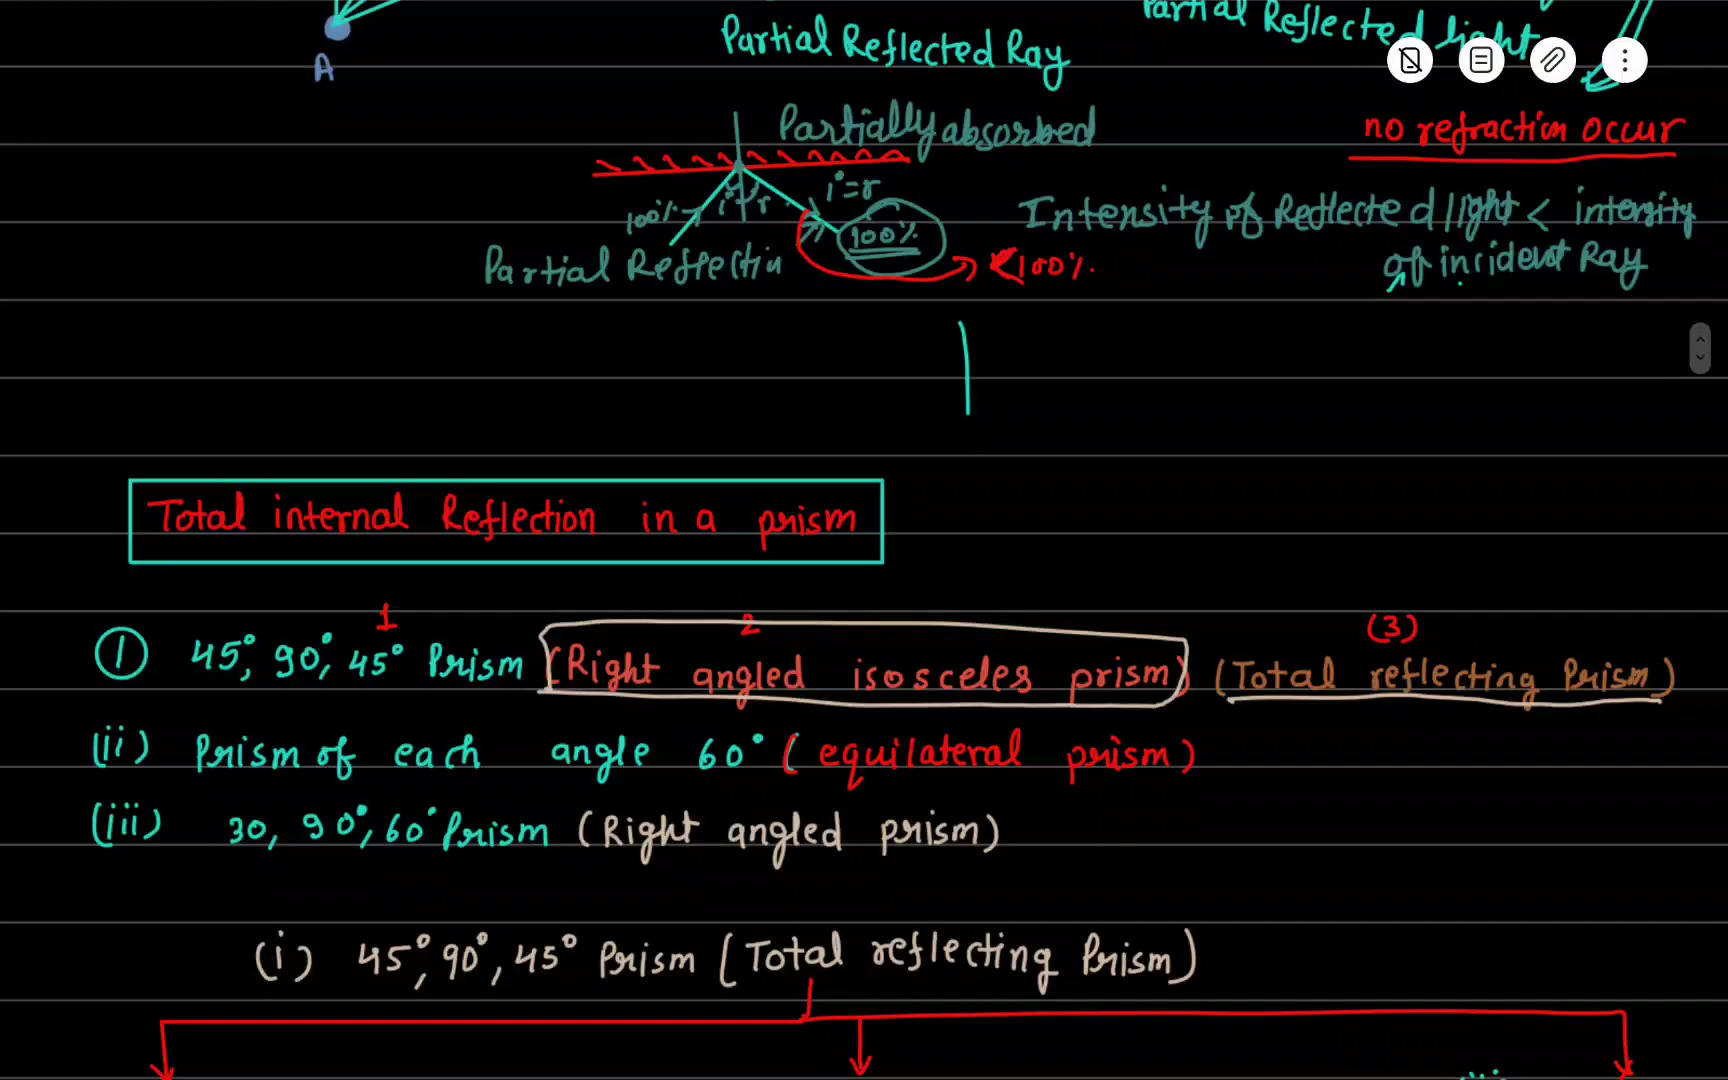 A
Partial Reflected Ray
Partial Reflected light
Partially absorbed
no refraction occur
i r
i°=r
100%
100%
<100%.
Partial Reflectin
Intensity of Reflected light < intensity
of incident Ray
Total internal Reflection in a prism
1 2 (3)
① 45°, 90°, 45° Prism (Right angled isosceles prism) (Total reflecting Prism)
(ii) Prism of each angle 60° (equilateral prism)
(iii) 30, 90°, 60° Prism (Right angled prism)
(i) 45°, 90°, 45° Prism (Total reflecting Prism)